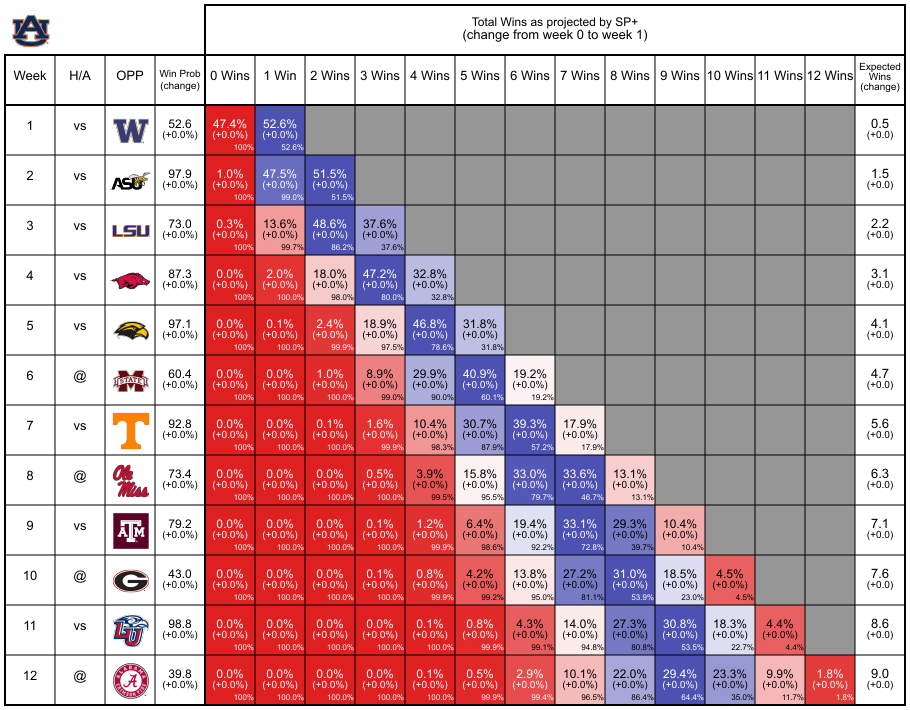 Total Wins as projected by SP+
(change from week 0 to week 1)
Week H/A OPP Win Prob (change) 0 Wins 1 Win 2 Wins 3 Wins 4 Wins 5 Wins 6 Wins 7 Wins 8 Wins 9 Wins 10 Wins 11 Wins 12 Wins Expected Wins (change)
1 vs W 52.6 47.4% 52.6% 0.5
(+0.0%) (+0.0%) (+0.0%) (+0.0)
100% 52.6%
2 vs ASU 97.9 1.0% 47.5% 51.5% 1.5
(+0.0%) (+0.0%) (+0.0%) (+0.0%) (+0.0)
100% 99.0% 51.5%
3 vs LSU 73.0 0.3% 13.6% 48.6% 37.6% 2.2
(+0.0%) (+0.0%) (+0.0%) (+0.0%) (+0.0%) (+0.0)
100% 99.7% 86.2% 37.6%
4 vs 87.3 0.0% 2.0% 18.0% 47.2% 32.8% 3.1
(+0.0%) (+0.0%) (+0.0%) (+0.0%) (+0.0%) (+0.0%) (+0.0)
100% 100.0% 98.0% 80.0% 32.8%
5 vs 97.1 0.0% 0.1% 2.4% 18.9% 46.8% 31.8% 4.1
(+0.0%) (+0.0%) (+0.0%) (+0.0%) (+0.0%) (+0.0%) (+0.0%) (+0.0)
100% 100.0% 99.9% 97.5% 78.6% 31.8%
6 @ M STATE 60.4 0.0% 0.0% 1.0% 8.9% 29.9% 40.9% 19.2% 4.7
(+0.0%) (+0.0%) (+0.0%) (+0.0%) (+0.0%) (+0.0%) (+0.0%) (+0.0%) (+0.0)
100% 100.0% 100.0% 99.0% 90.0% 60.1% 19.2%
7 vs T 92.8 0.0% 0.0% 0.1% 1.6% 10.4% 30.7% 39.3% 17.9% 5.6
(+0.0%) (+0.0%) (+0.0%) (+0.0%) (+0.0%) (+0.0%) (+0.0%) (+0.0%) (+0.0%) (+0.0)
100% 100.0% 100.0% 99.9% 98.3% 87.9% 57.2% 17.9%
8 @ Ole Miss 73.4 0.0% 0.0% 0.0% 0.5% 3.9% 15.8% 33.0% 33.6% 13.1% 6.3
(+0.0%) (+0.0%) (+0.0%) (+0.0%) (+0.0%) (+0.0%) (+0.0%) (+0.0%) (+0.0%) (+0.0%) (+0.0)
100% 100.0% 100.0% 100.0% 99.5% 95.5% 79.7% 46.7% 13.1%
9 vs ATM 79.2 0.0% 0.0% 0.0% 0.1% 1.2% 6.4% 19.4% 33.1% 29.3% 10.4% 7.1
(+0.0%) (+0.0%) (+0.0%) (+0.0%) (+0.0%) (+0.0%) (+0.0%) (+0.0%) (+0.0%) (+0.0%) (+0.0%) (+0.0)
100% 100.0% 100.0% 100.0% 99.9% 98.6% 92.2% 72.8% 39.7% 10.4%
10 @ G 43.0 0.0% 0.0% 0.0% 0.1% 0.8% 4.2% 13.8% 27.2% 31.0% 18.5% 4.5% 7.6
(+0.0%) (+0.0%) (+0.0%) (+0.0%) (+0.0%) (+0.0%) (+0.0%) (+0.0%) (+0.0%) (+0.0%) (+0.0%) (+0.0%) (+0.0)
100% 100.0% 100.0% 100.0% 99.9% 99.2% 95.0% 81.1% 53.9% 23.0% 4.5%
11 vs LU 98.8 0.0% 0.0% 0.0% 0.0% 0.1% 0.8% 4.3% 14.0% 27.3% 30.8% 18.3% 4.4% 8.6
(+0.0%) (+0.0%) (+0.0%) (+0.0%) (+0.0%) (+0.0%) (+0.0%) (+0.0%) (+0.0%) (+0.0%) (+0.0%) (+0.0%) (+0.0%) (+0.0)
100% 100.0% 100.0% 100.0% 100.0% 99.9% 99.1% 94.8% 80.8% 53.5% 22.7% 4.4%
12 @ A 39.8 0.0% 0.0% 0.0% 0.0% 0.1% 0.5% 2.9% 10.1% 22.0% 29.4% 23.3% 9.9% 1.8% 9.0
(+0.0%) (+0.0%) (+0.0%) (+0.0%) (+0.0%) (+0.0%) (+0.0%) (+0.0%) (+0.0%) (+0.0%) (+0.0%) (+0.0%) (+0.0%) (+0.0%) (+0.0)
100% 100.0% 100.0% 100.0% 100.0% 99.9% 99.4% 96.5% 86.4% 64.4% 35.0% 11.7% 1.8%